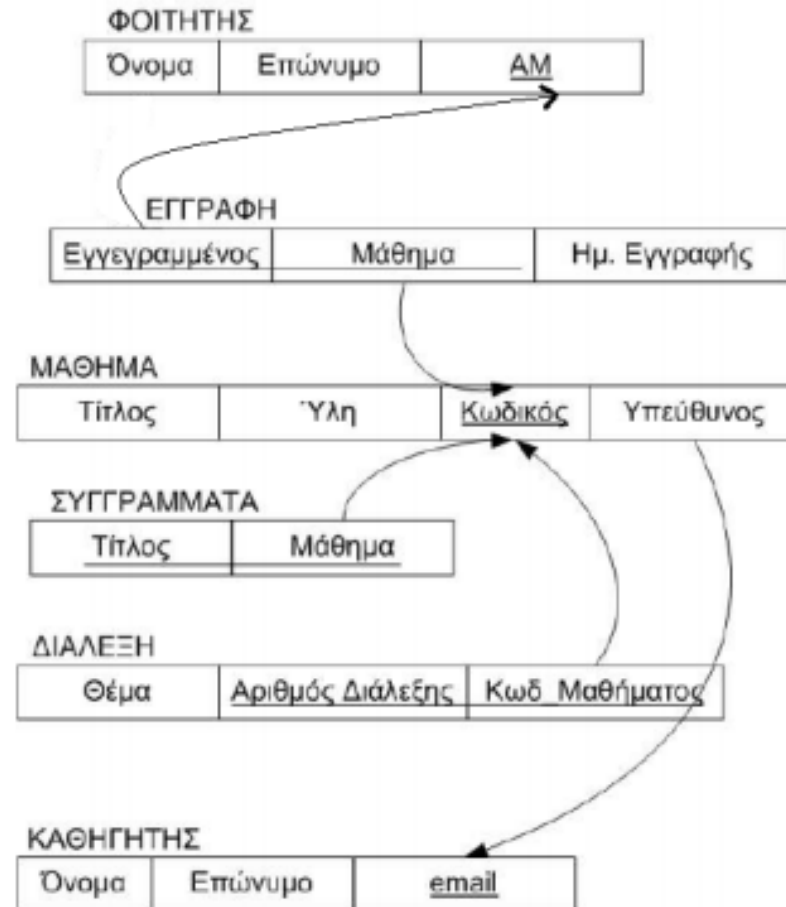 ΦΟΙΤΗΤΗΣ
Όνομα Επώνυμο ΑΜ
ΕΓΓΡΑΦΗ
Εγγεγραμμένος Μάθημα Ημ. Εγγραφής
ΜΑΘΗΜΑ
Τίτλος Ύλη Κωδικός Υπεύθυνος
ΣΥΓΓΡΑΜΜΑΤΑ
Τίτλος Μάθημα
ΔΙΑΛΕΞΗ
Θέμα Αριθμός Διάλεξης Κωδ_Μαθήματος
ΚΑΘΗΓΗΤΗΣ
Όνομα Επώνυμο email